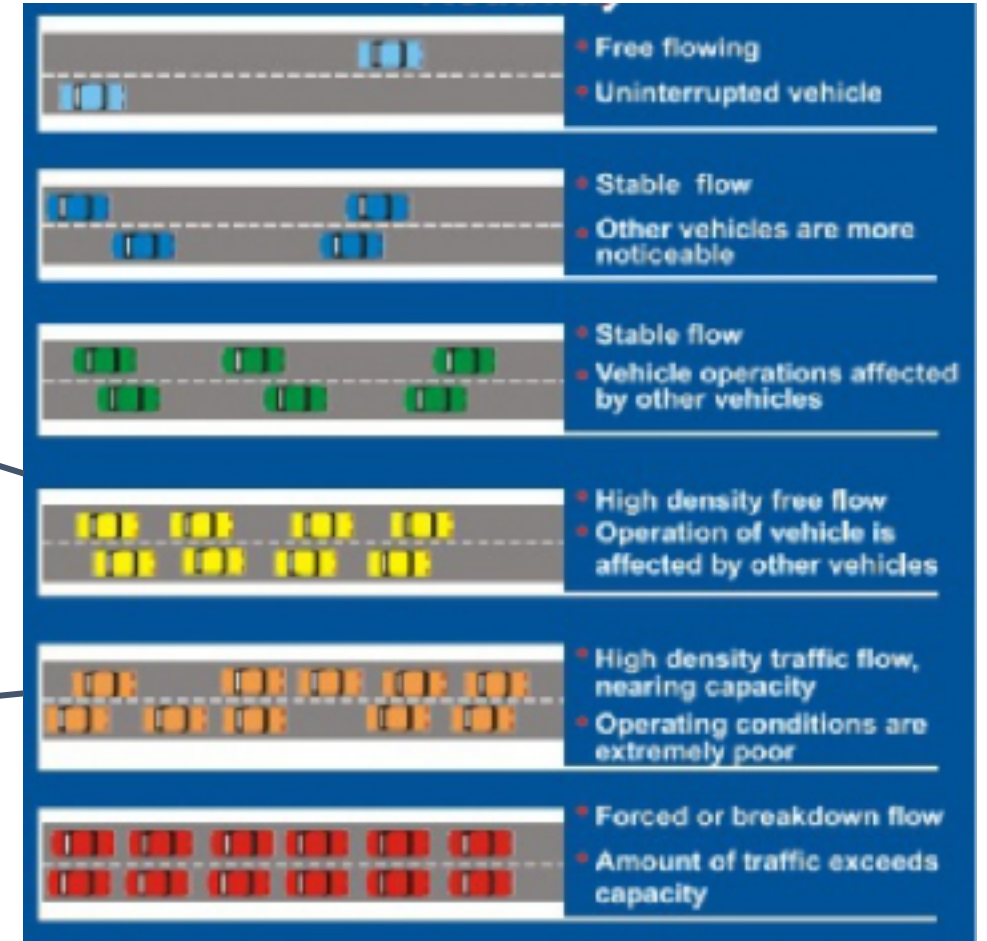 Free flowing
Uninterrupted vehicle
Stable flow
Other vehicles are more
noticeable
Stable flow
Vehicle operations affected
by other vehicles
High density free flow
Operation of vehicle is
affected by other vehicles
High density traffic flow,
nearing capacity
Operating conditions are
extremely poor
Forced or breakdown flow
Amount of traffic exceeds
capacity